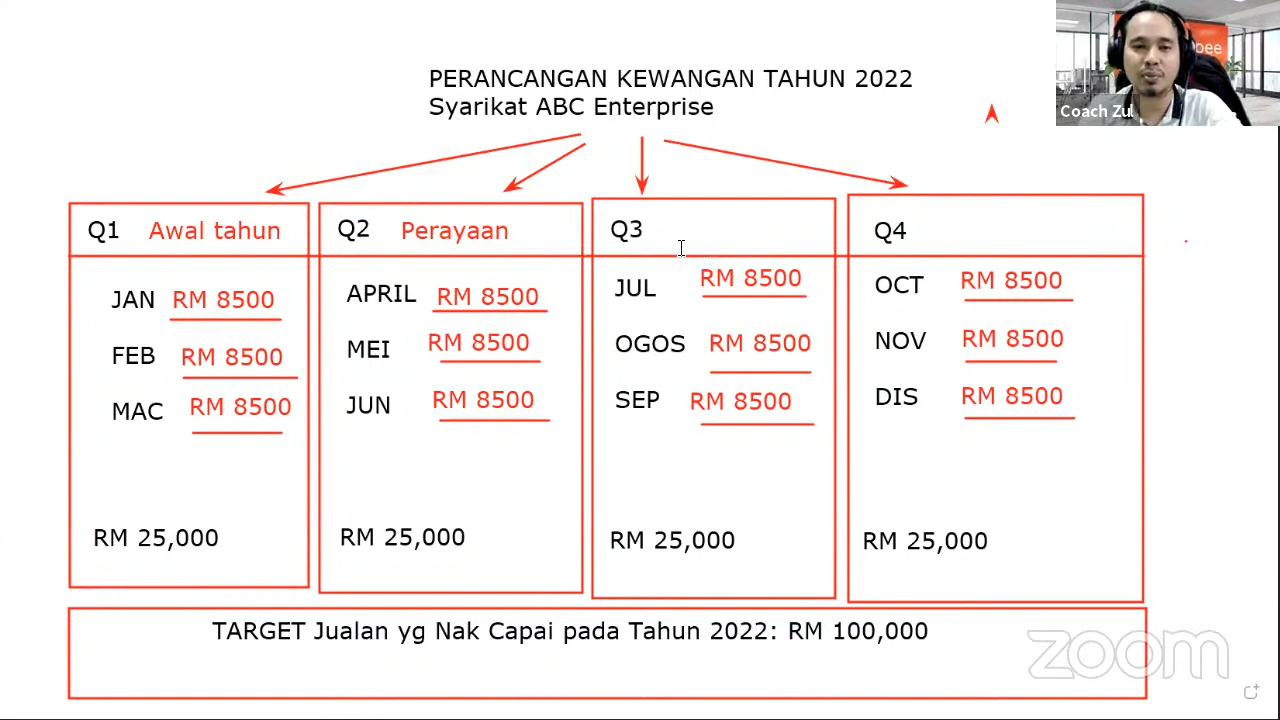 PERANCANGAN KEWANGAN TAHUN 2022
Syarikat ABC Enterprise
Coach Zul
Q1 Awal tahun
JAN RM 8500
FEB RM 8500
MAC RM 8500
RM 25,000
Q2 Perayaan
APRIL RM 8500
MEI RM 8500
JUN RM 8500
RM 25,000
Q3
JUL RM 8500
OGOS RM 8500
SEP RM 8500
RM 25,000
Q4
OCT RM 8500
NOV RM 8500
DIS RM 8500
RM 25,000
TARGET Jualan yg Nak Capai pada Tahun 2022: RM 100,000
zoom